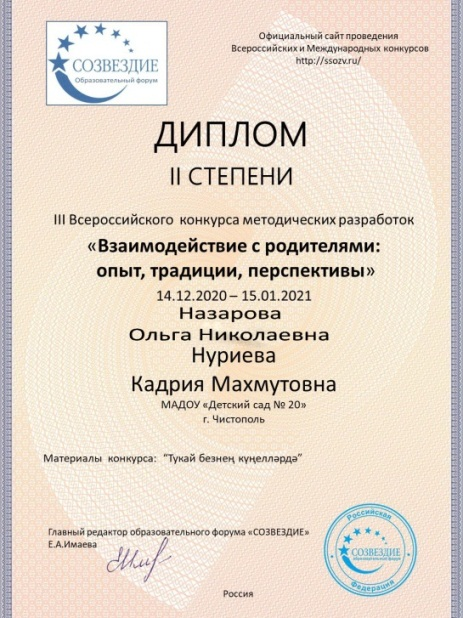 СОЗВЕЗДИЕ
Образовательный форум
Официальный сайт проведения
Всероссийских и Международных конкурсов
http://ssozv.ru/
ДИПЛОМ
II СТЕПЕНИ
III Всероссийского конкурса методических разработок
«Взаимодействие с родителями:
опыт, традиции, перспективы»
14.12.2020 – 15.01.2021
Назарова
Ольга Николаевна
Нуриева
Кадрия Махмутовна
МАДОУ «Детский сад № 20»
г. Чистополь
Материалы конкурса: "Тукай безнең күңелләрдә"
Главный редактор образовательного форума «СОЗВЕЗДИЕ»
Е.А.Имаева
Российская
СОЗВЕЗДИЕ
Образовательный форум
Федерация
Россия